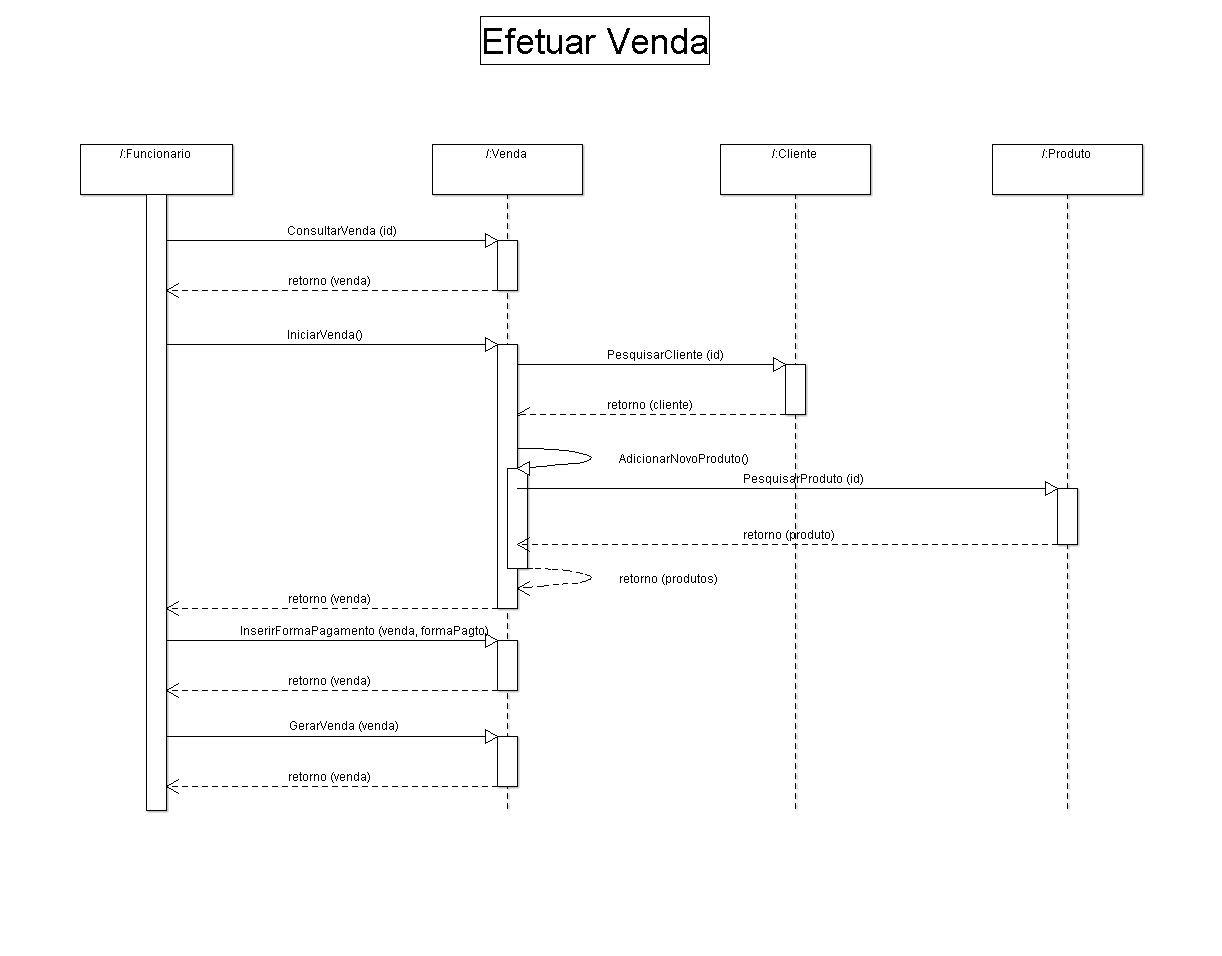 Efetuar Venda
/:Funcionario
/:Venda
/:Cliente
/:Produto
ConsultarVenda (id)
retorno (venda)
IniciarVenda()
PesquisarCliente (id)
retorno (cliente)
AdicionarNovoProduto()
PesquisarProduto (id)
retorno (produto)
retorno (produtos)
retorno (venda)
InserirFormaPagamento (venda, formaPagto)
retorno (venda)
GerarVenda (venda)
retorno (venda)